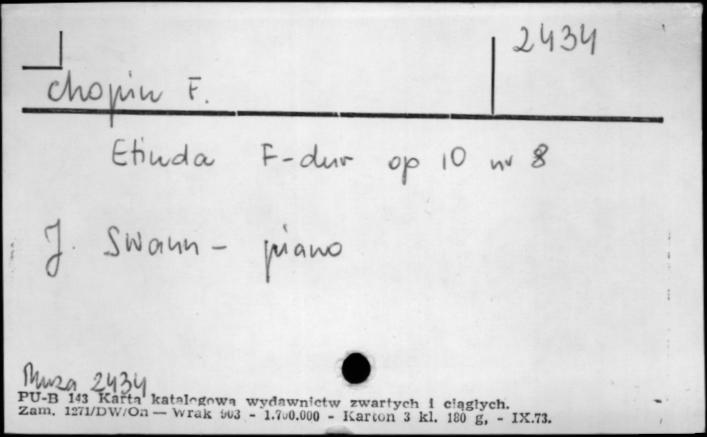 2434
Chopin F.
Etiuda F-dur op 10 nr 8
J. Swann - piano
Muza 2434
PU-B 143 Karta katalogowa wydawnictw zwartych i ciągłych.
Zam. 1271/DW/On — Wrak 903 - 1.700.000 - Karton 3 kl. 180 g, - IX.73.